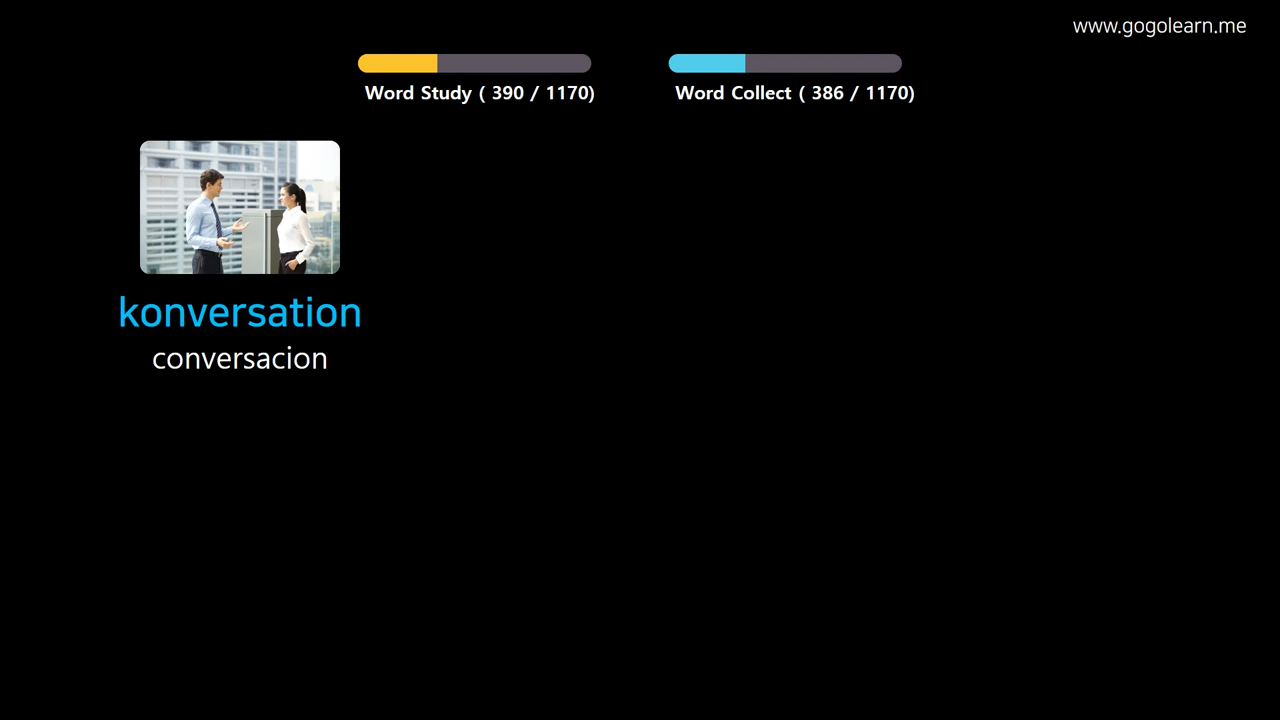 www.gogolearn.me
Word Study ( 390 / 1170)
Word Collect ( 386 / 1170)
konversation
conversacion